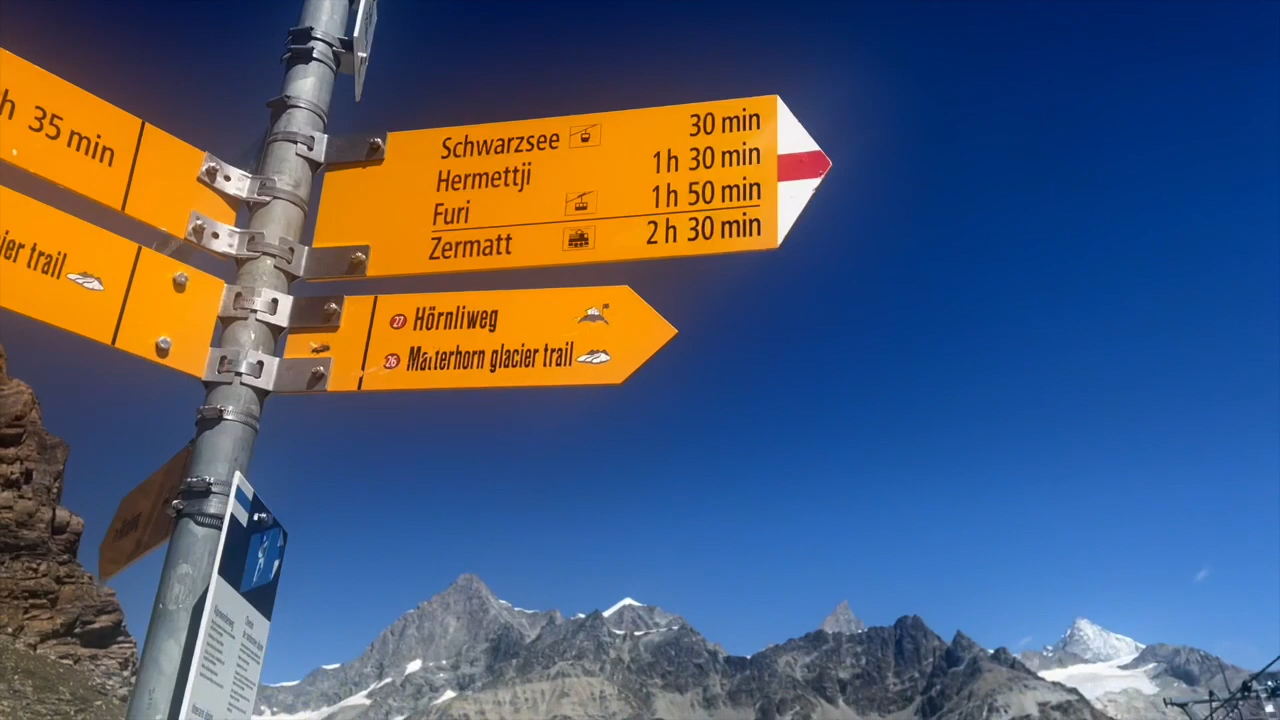 h 35 min
ier trail
Schwarzsee 30 min
Hermettji 1 h 30 min
Furi 1 h 50 min
Zermatt 2 h 30 min
27 Hörnliweg
26 Matterhorn glacier trail